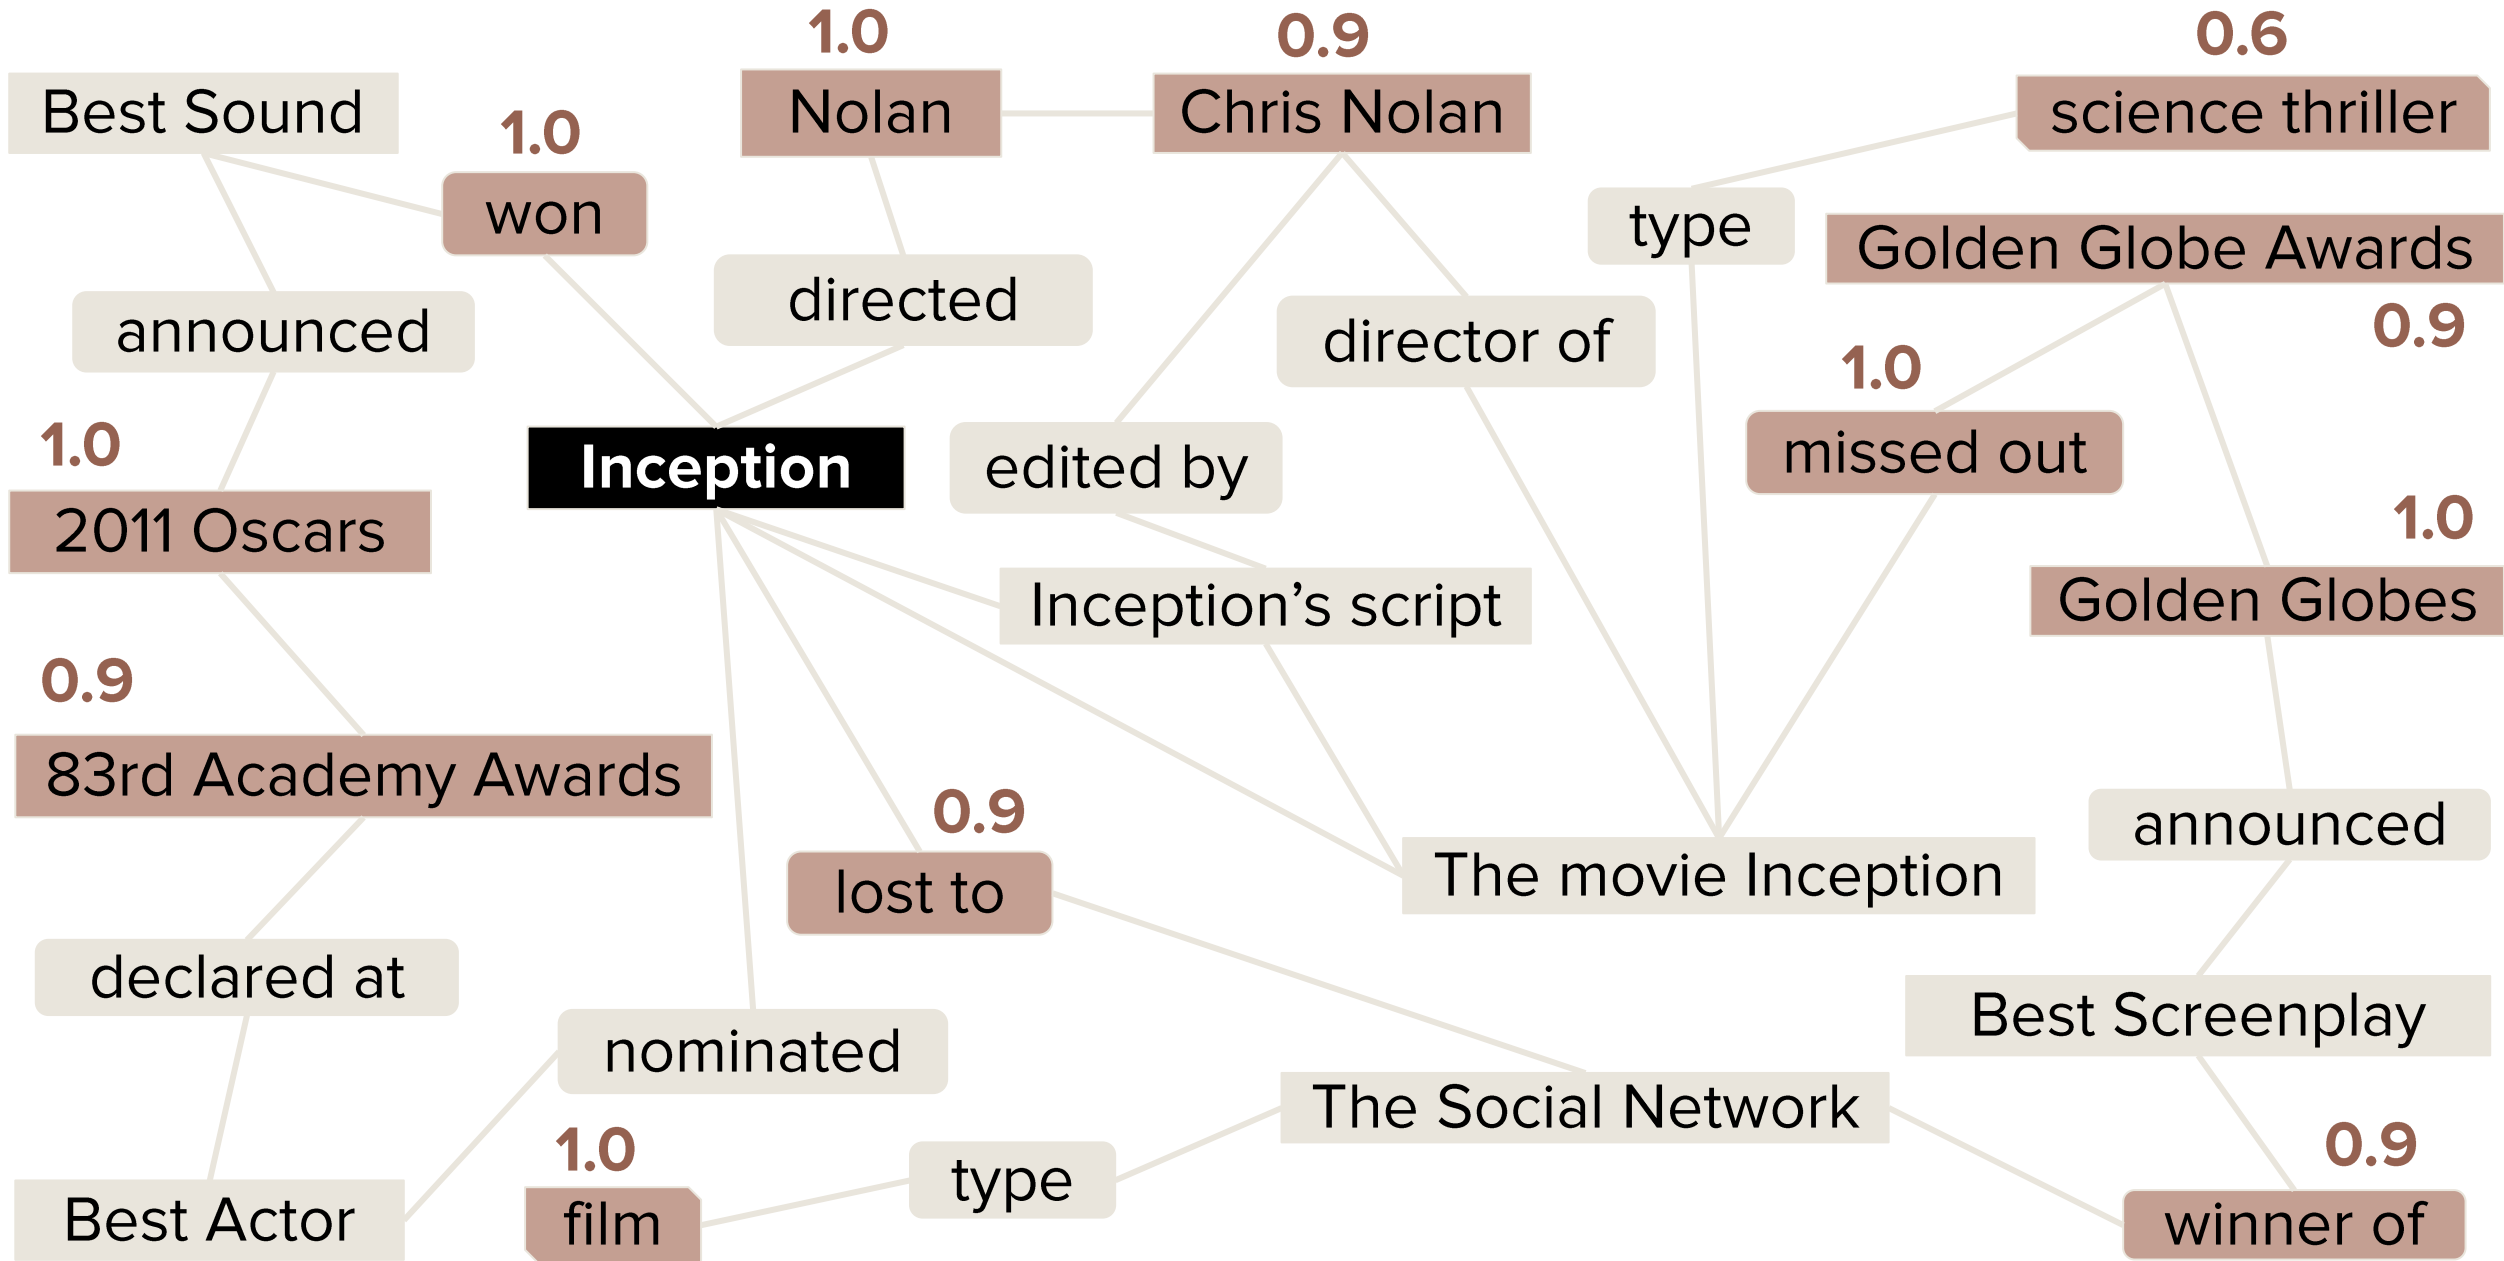 1.0
0.9
0.6
Best Sound
Nolan
Chris Nolan
science thriller
1.0
won
type
Golden Globe Awards
directed
announced
director of
0.9
1.0
1.0
Inception
edited by
missed out
2011 Oscars
1.0
Inception’s script
Golden Globes
0.9
83rd Academy Awards
0.9
lost to
The movie Inception
announced
declared at
nominated
Best Screenplay
The Social Network
1.0
0.9
type
Best Actor
film
winner of